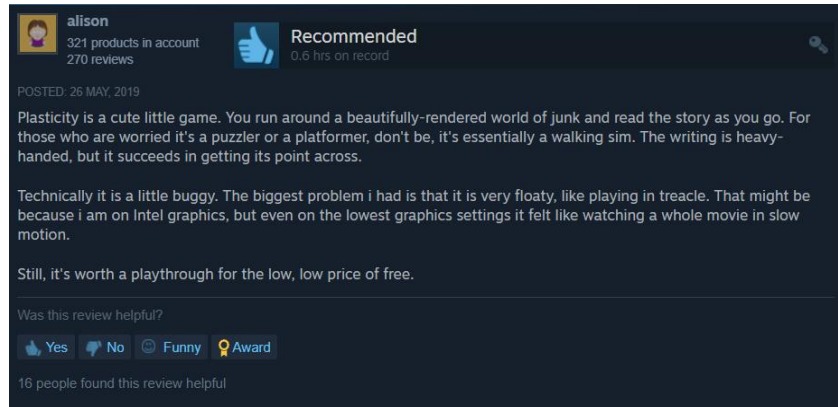 alison
321 products in account
270 reviews
Recommended
0.6 hrs on record
POSTED: 26 MAY, 2019
Plasticity is a cute little game. You run around a beautifully-rendered world of junk and read the story as you go. For
those who are worried it's a puzzler or a platformer, don't be, it's essentially a walking sim. The writing is heavy-
handed, but it succeeds in getting its point across.
Technically it is a little buggy. The biggest problem i had is that it is very floaty, like playing in treacle. That might be
because i am on Intel graphics, but even on the lowest graphics settings it felt like watching a whole movie in slow
motion.
Still, it's worth a playthrough for the low, low price of free.
Was this review helpful?
Yes No Funny Award
16 people found this review helpful